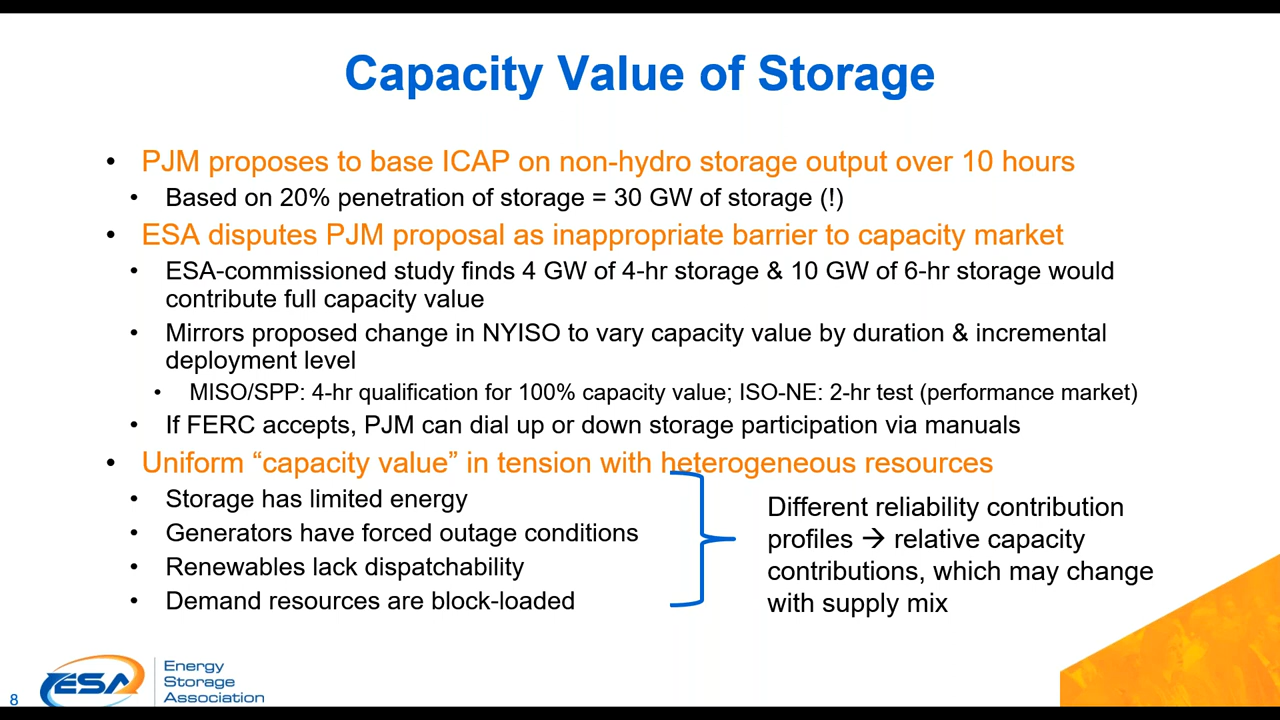 Capacity Value of Storage
• PJM proposes to base ICAP on non-hydro storage output over 10 hours
• Based on 20% penetration of storage = 30 GW of storage (!)
• ESA disputes PJM proposal as inappropriate barrier to capacity market
• ESA-commissioned study finds 4 GW of 4-hr storage & 10 GW of 6-hr storage would
contribute full capacity value
• Mirrors proposed change in NYISO to vary capacity value by duration & incremental
deployment level
• MISO/SPP: 4-hr qualification for 100% capacity value; ISO-NE: 2-hr test (performance market)
• If FERC accepts, PJM can dial up or down storage participation via manuals
• Uniform “capacity value” in tension with heterogeneous resources
• Storage has limited energy
• Generators have forced outage conditions
• Renewables lack dispatchability
• Demand resources are block-loaded
Different reliability contribution
profiles → relative capacity
contributions, which may change
with supply mix
ESA
Energy
Storage
Association
8